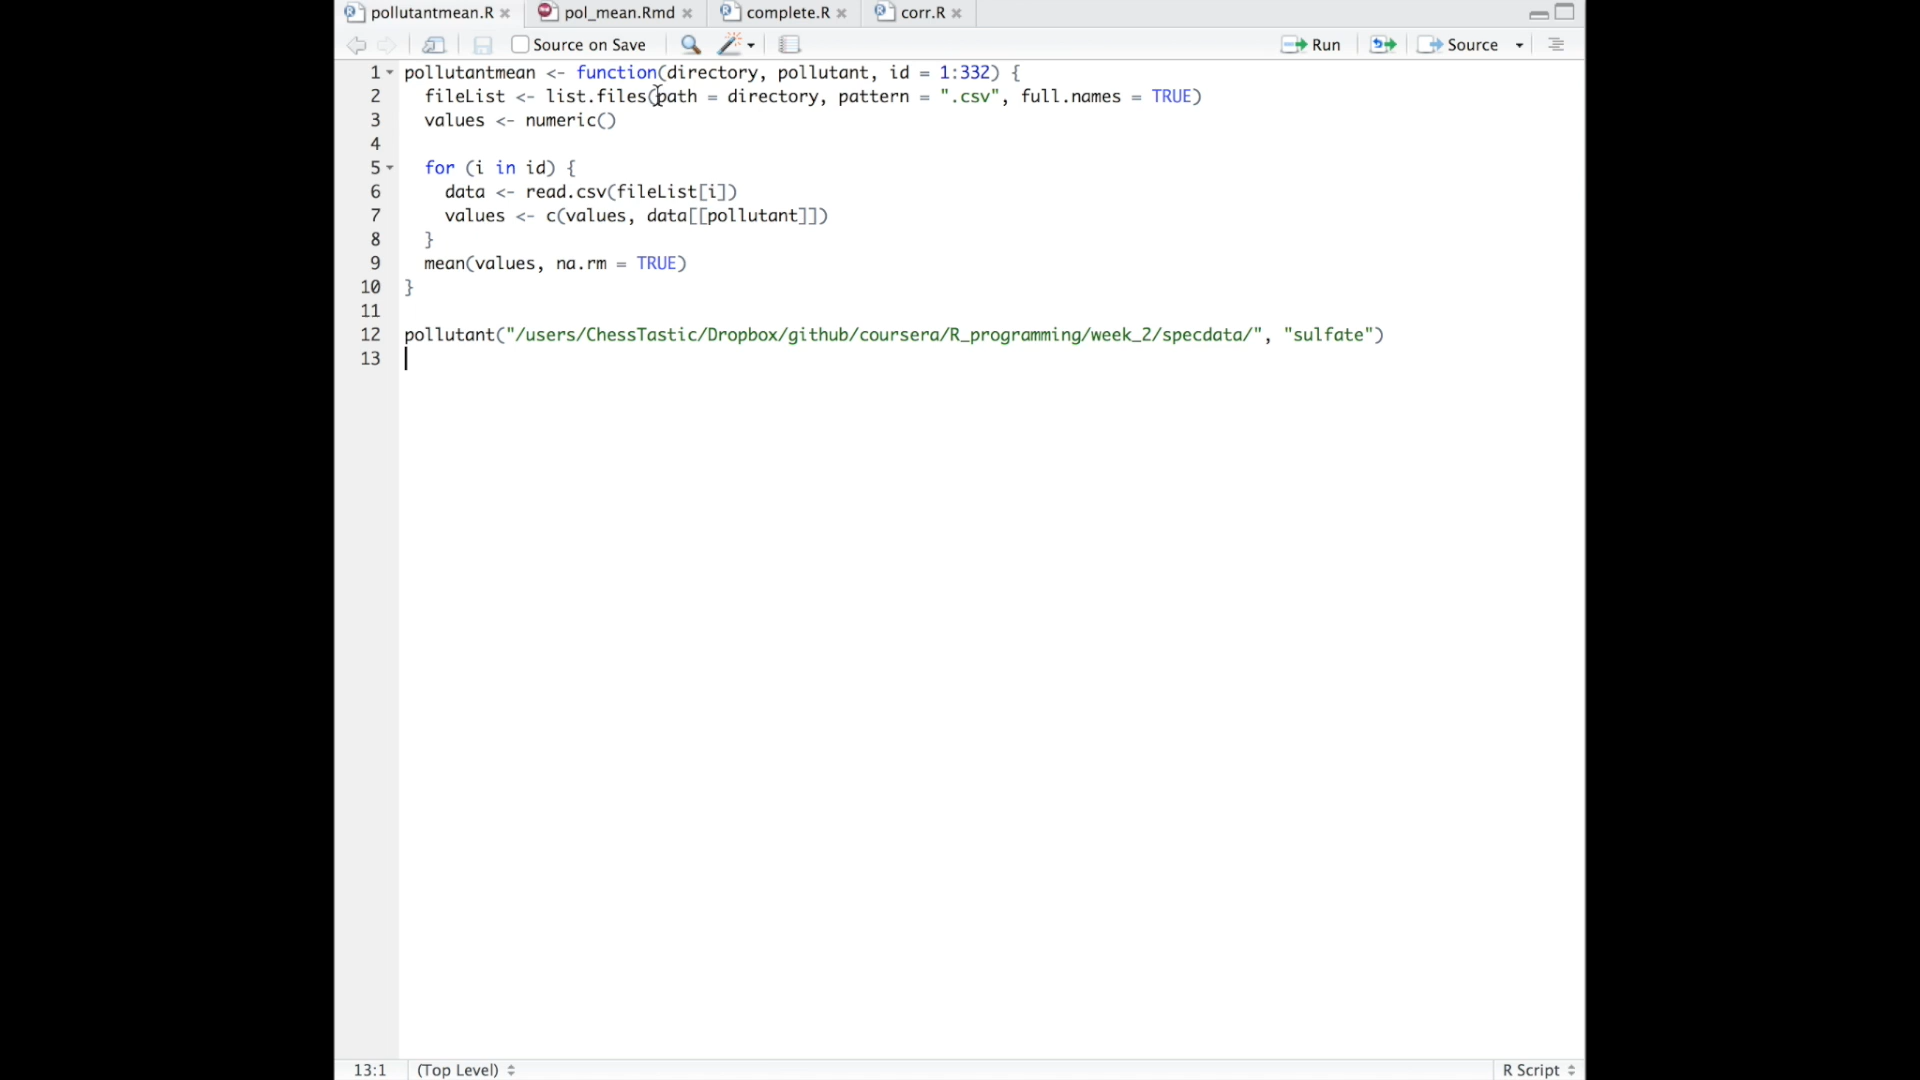 pollutantmean.R × pol_mean.Rmd × complete.R × corr.R ×
Source on Save Run Source
1 pollutantmean <- function(directory, pollutant, id = 1:332) {
2 fileList <- list.files(path = directory, pattern = ".csv", full.names = TRUE)
3 values <- numeric()
4
5 for (i in id) {
6 data <- read.csv(fileList[i])
7 values <- c(values, data[[pollutant]])
8 }
9 mean(values, na.rm = TRUE)
10 }
11
12 pollutant("/users/ChessTastic/Dropbox/github/coursera/R_programming/week_2/specdata/", "sulfate")
13
13:1 (Top Level) R Script